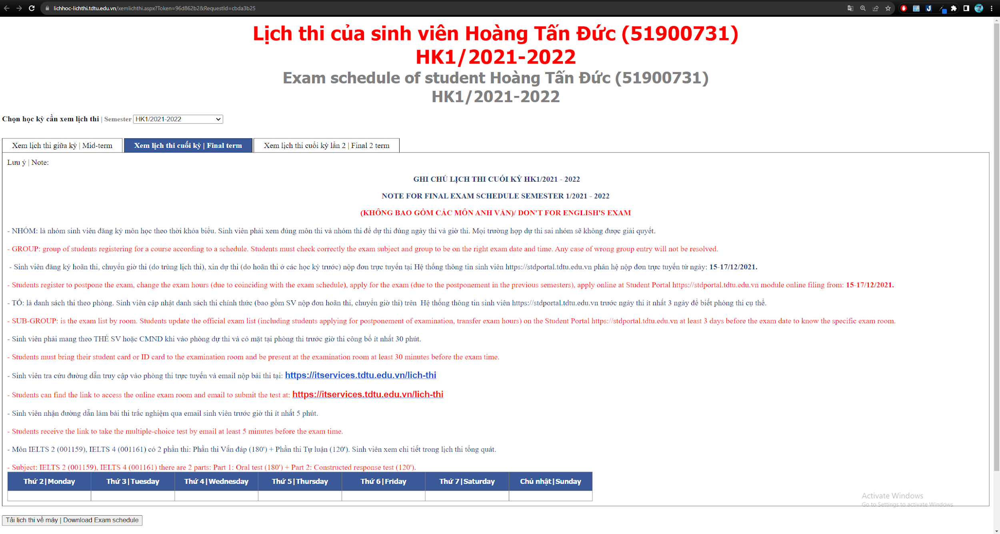 lichhoc-lichthi.tdtu.edu.vn/xemlichthi.aspx?Token=96d862b2&RequestId=cbda3b25
Lịch thi của sinh viên Hoàng Tấn Đức (51900731)
HK1/2021-2022
Exam schedule of student Hoàng Tấn Đức (51900731)
HK1/2021-2022
Chọn học kỳ cần xem lịch thi | Semester HK1/2021-2022
Xem lịch thi giữa kỳ | Mid-term Xem lịch thi cuối kỳ | Final term Xem lịch thi cuối kỳ lần 2 | Final 2 term
Lưu ý | Note:
GHI CHÚ LỊCH THI CUỐI KỲ HK1/2021 - 2022
NOTE FOR FINAL EXAM SCHEDULE SEMESTER 1/2021 - 2022
(KHÔNG BAO GỒM CÁC MÔN ANH VĂN)/ DON'T FOR ENGLISH'S EXAM
- NHÓM: là nhóm sinh viên đăng ký môn học theo thời khóa biểu. Sinh viên phải xem đúng môn thi và nhóm thi để dự thi đúng ngày thi và giờ thi. Mọi trường hợp dự thi sai nhóm sẽ không được giải quyết.
- GROUP: group of students registering for a course according to a schedule. Students must check correctly the exam subject and group to be on the right exam date and time. Any case of wrong group entry will not be resolved.
- Sinh viên đăng ký hoãn thi, chuyển giờ thi (do trùng lịch thi), xin dự thi (do hoãn thi ở các học kỳ trước) nộp đơn trực tuyến tại Hệ thống thông tin sinh viên https://stdportal.tdtu.edu.vn phân hệ nộp đơn trực tuyến từ ngày: 15-17/12/2021.
- Students register to postpone the exam, change the exam hours (due to coinciding with the exam schedule), apply for the exam (due to the postponement in the previous semesters), apply online at Student Portal https://stdportal.tdtu.edu.vn module online filing from: 15-17/12/2021.
- TỔ: là danh sách thi theo phòng. Sinh viên cập nhật danh sách thi chính thức (bao gồm SV nộp đơn hoãn thi, chuyển giờ thi) trên Hệ thống thông tin sinh viên https://stdportal.tdtu.edu.vn trước ngày thi ít nhất 3 ngày để biết phòng thi cụ thể.
- SUB-GROUP: is the exam list by room. Students update the official exam list (including students applying for postponement of examination, transfer exam hours) on the Student Portal https://stdportal.tdtu.edu.vn at least 3 days before the exam date to know the specific exam room.
- Sinh viên phải mang theo THẺ SV hoặc CMND khi vào phòng dự thi và có mặt tại phòng thi trước giờ thi công bố ít nhất 30 phút.
- Students must bring their student card or ID card to the examination room and be present at the examination room at least 30 minutes before the exam time.
- Sinh viên tra cứu đường dẫn truy cập vào phòng thi trực tuyến và email nộp bài thi tại: https://itservices.tdtu.edu.vn/lich-thi
- Students can find the link to access the online exam room and email to submit the test at: https://itservices.tdtu.edu.vn/lich-thi
- Sinh viên nhận đường dẫn làm bài thi trắc nghiệm qua email sinh viên trước giờ thi ít nhất 5 phút.
- Students receive the link to take the multiple-choice test by email at least 5 minutes before the exam time.
- Môn IELTS 2 (001159), IELTS 4 (001161) có 2 phần thi: Phần thi Vấn đáp (180') + Phần thi Tự luận (120'). Sinh viên xem chi tiết trong lịch thi tổng quát.
- Subject: IELTS 2 (001159), IELTS 4 (001161) there are 2 parts: Part 1: Oral test (180') + Part 2: Constructed response test (120').
Thứ 2|Monday Thứ 3|Tuesday Thứ 4|Wednesday Thứ 5|Thursday Thứ 6|Friday Thứ 7|Saturday Chủ nhật|Sunday
Activate Windows
Go to Settings to activate Windows.
Tải lịch thi về máy | Download Exam schedule